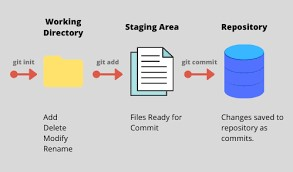 Working
Directory
Staging Area
Repository
git init
git add
git commit
Add
Delete
Modify
Rename
Files Ready for
Commit
Changes saved to
repository as
commits.